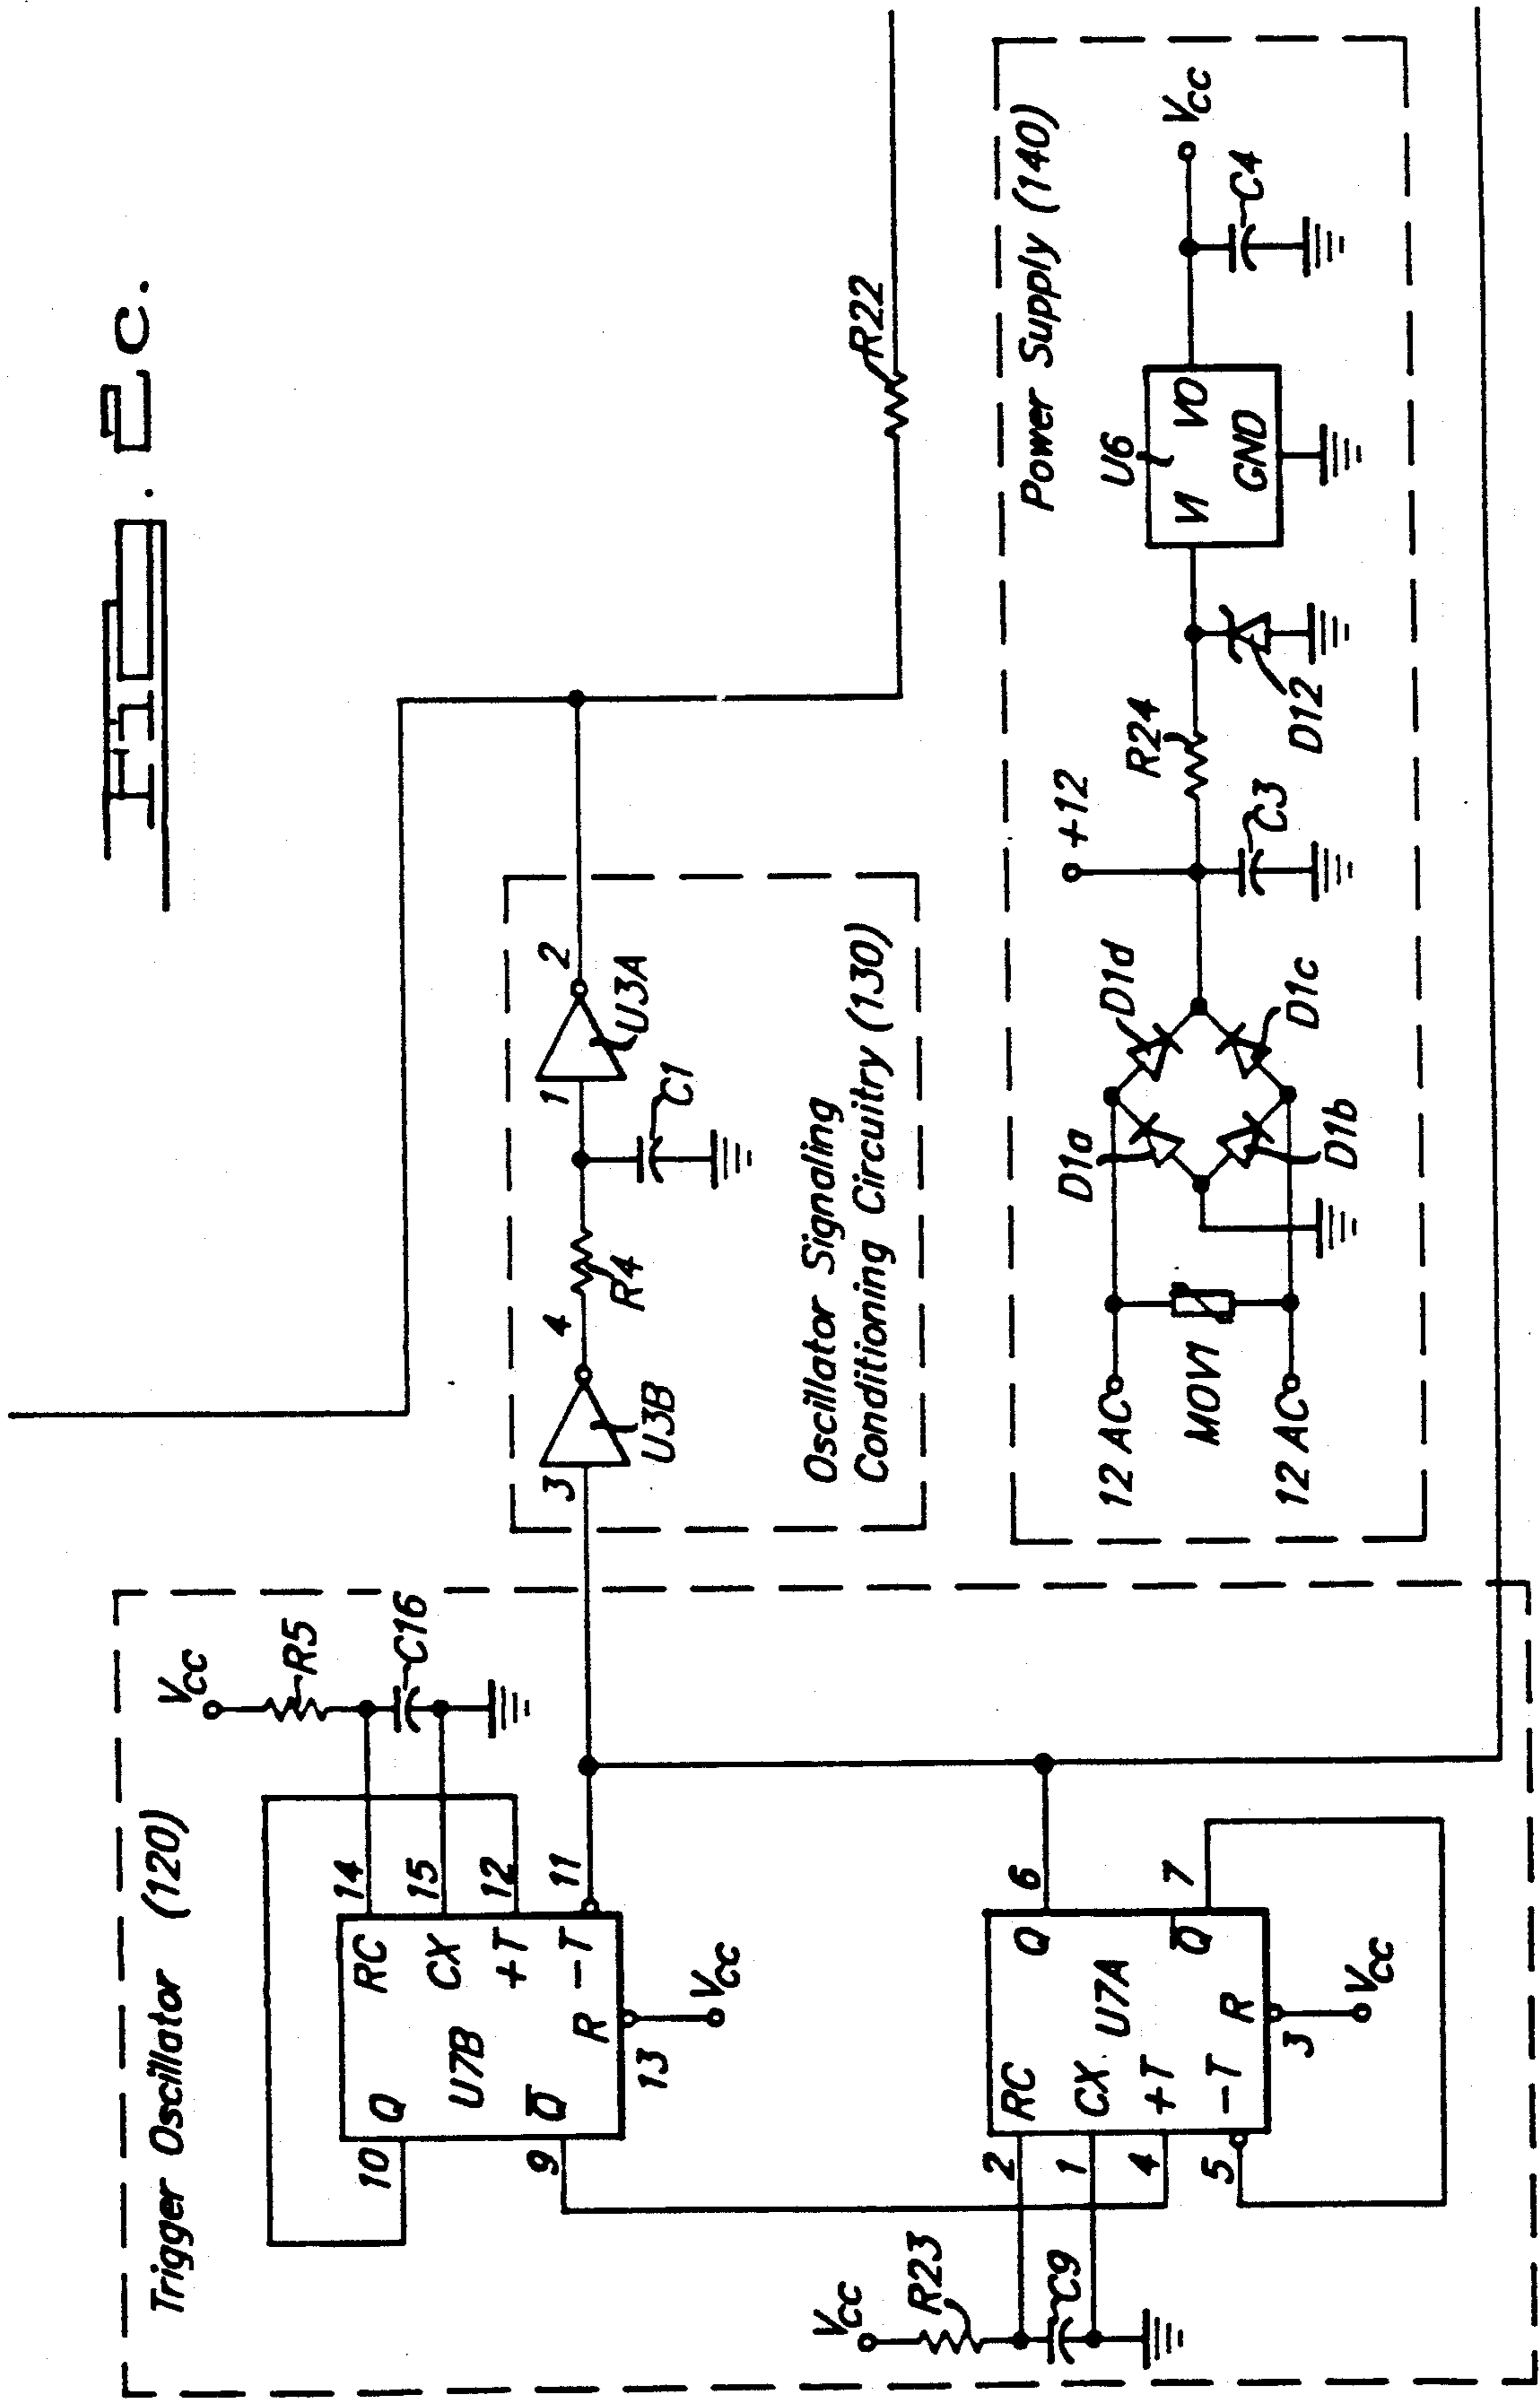 Fig. 2c.
Trigger Oscillator (120)
Vcc
R5
C16
14
15
12
11
RC
CX
+T
-T
Q
U7B
Q̅
R
10
9
13
Vcc
Vcc
R23
C9
2
1
4
5
RC
CX
+T
-T
U7A
Q
Q̅
R
6
7
3
Vcc
3
U3B
4
R4
C1
1
U3A
2
Oscillator Signaling
Conditioning Circuitry (130)
R22
Power Supply (140)
12 AC
12 AC
MOV1
D1a
D1b
D1d
D1c
+12
C3
R24
D12
U6
VI
VO
GND
C4
Vcc